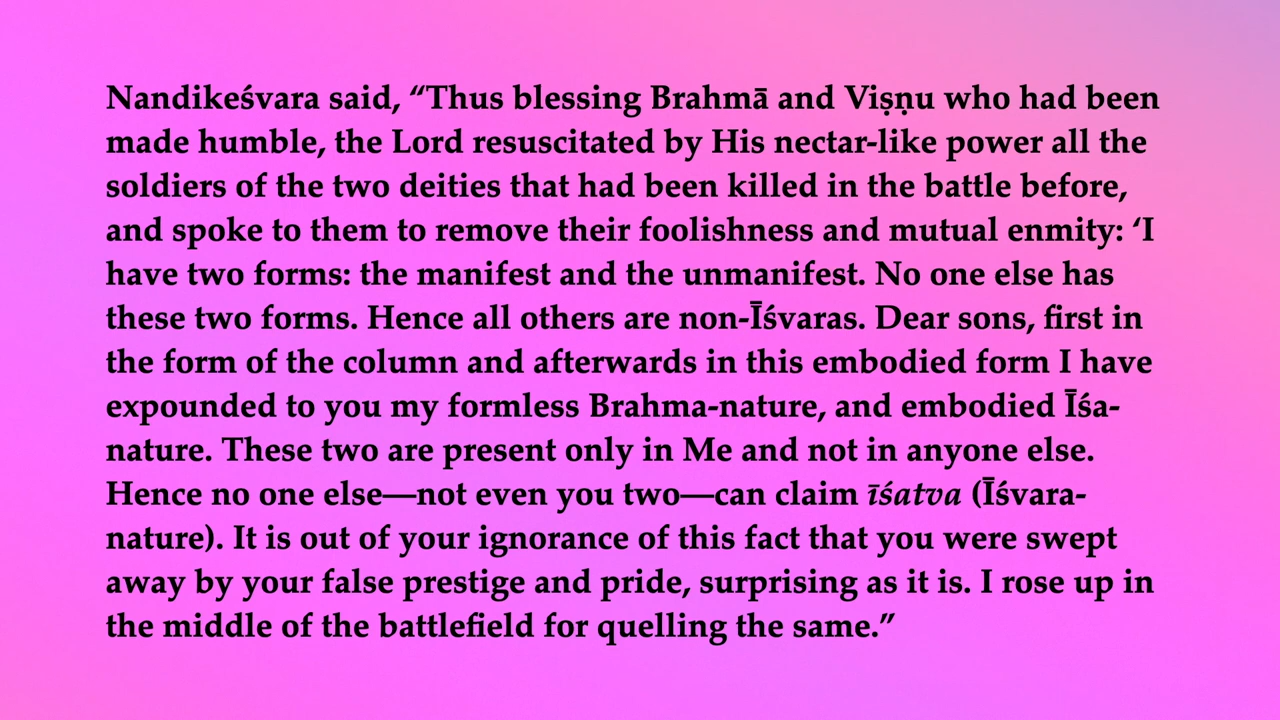 Nandikeśvara said, “Thus blessing Brahmā and Viṣṇu who had been
made humble, the Lord resuscitated by His nectar-like power all the
soldiers of the two deities that had been killed in the battle before,
and spoke to them to remove their foolishness and mutual enmity: ‘I
have two forms: the manifest and the unmanifest. No one else has
these two forms. Hence all others are non-Īśvaras. Dear sons, first in
the form of the column and afterwards in this embodied form I have
expounded to you my formless Brahma-nature, and embodied Īśa-
nature. These two are present only in Me and not in anyone else.
Hence no one else—not even you two—can claim īśatva (Īśvara-
nature). It is out of your ignorance of this fact that you were swept
away by your false prestige and pride, surprising as it is. I rose up in
the middle of the battlefield for quelling the same.”